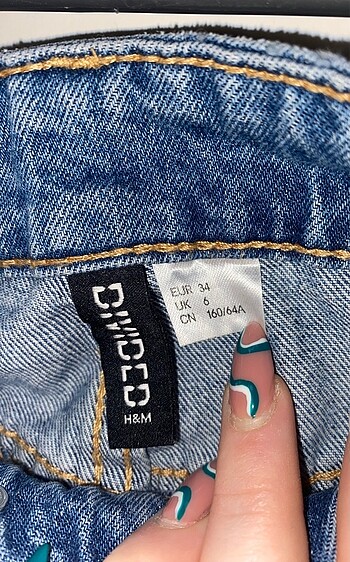 DIVIDED
H&M
EUR 34
UK 6
CN 160/64A